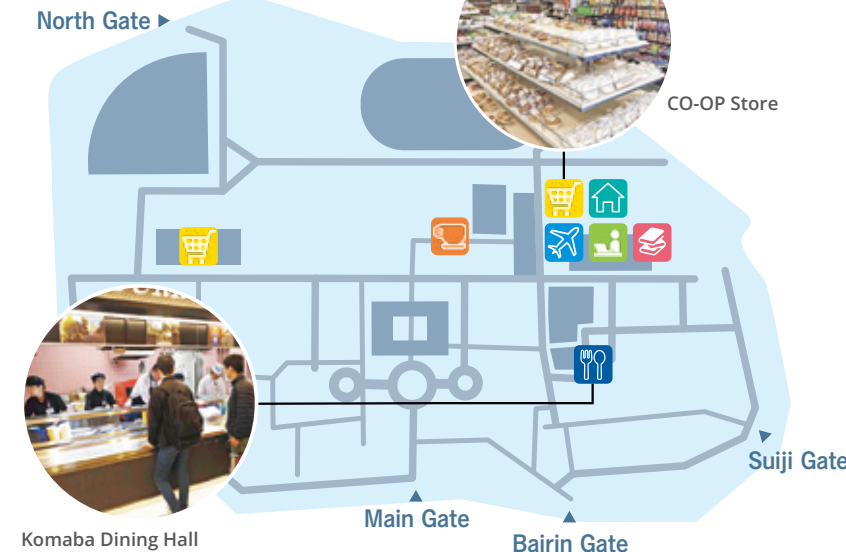 North Gate
CO-OP Store
Suiji Gate
Main Gate
Bairin Gate
Komaba Dining Hall